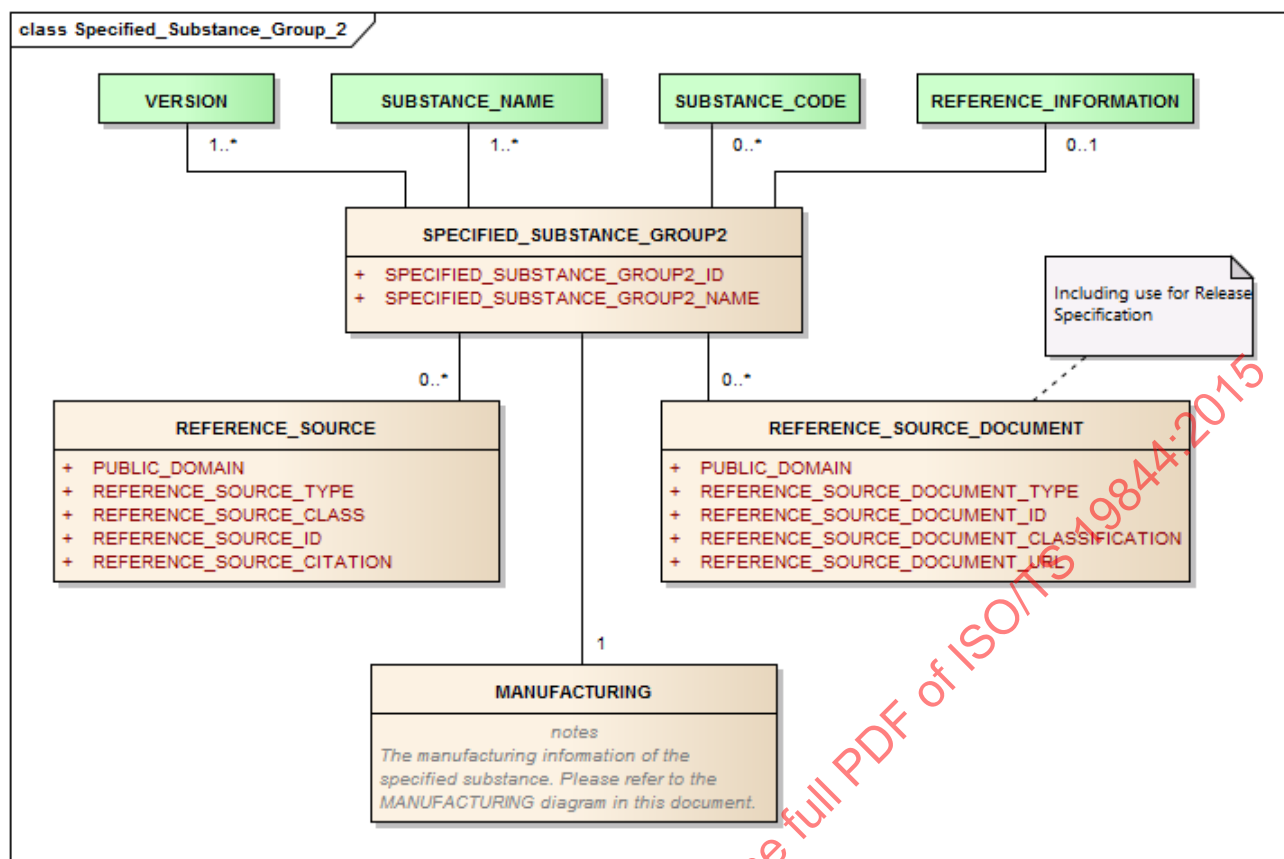 class Specified_Substance_Group_2
VERSION
SUBSTANCE_NAME
SUBSTANCE_CODE
REFERENCE_INFORMATION
1..*
1..*
0..*
0..1
SPECIFIED_SUBSTANCE_GROUP2
+ SPECIFIED_SUBSTANCE_GROUP2_ID
+ SPECIFIED_SUBSTANCE_GROUP2_NAME
Including use for Release
Specification
0..*
0..*
REFERENCE_SOURCE
+ PUBLIC_DOMAIN
+ REFERENCE_SOURCE_TYPE
+ REFERENCE_SOURCE_CLASS
+ REFERENCE_SOURCE_ID
+ REFERENCE_SOURCE_CITATION
REFERENCE_SOURCE_DOCUMENT
+ PUBLIC_DOMAIN
+ REFERENCE_SOURCE_DOCUMENT_TYPE
+ REFERENCE_SOURCE_DOCUMENT_ID
+ REFERENCE_SOURCE_DOCUMENT_CLASSIFICATION
+ REFERENCE_SOURCE_DOCUMENT_URL
1
MANUFACTURING
notes
The manufacturing information of the
specified substance. Please refer to the
MANUFACTURING diagram in this document.
full PDF of ISO/TS 19844:2015